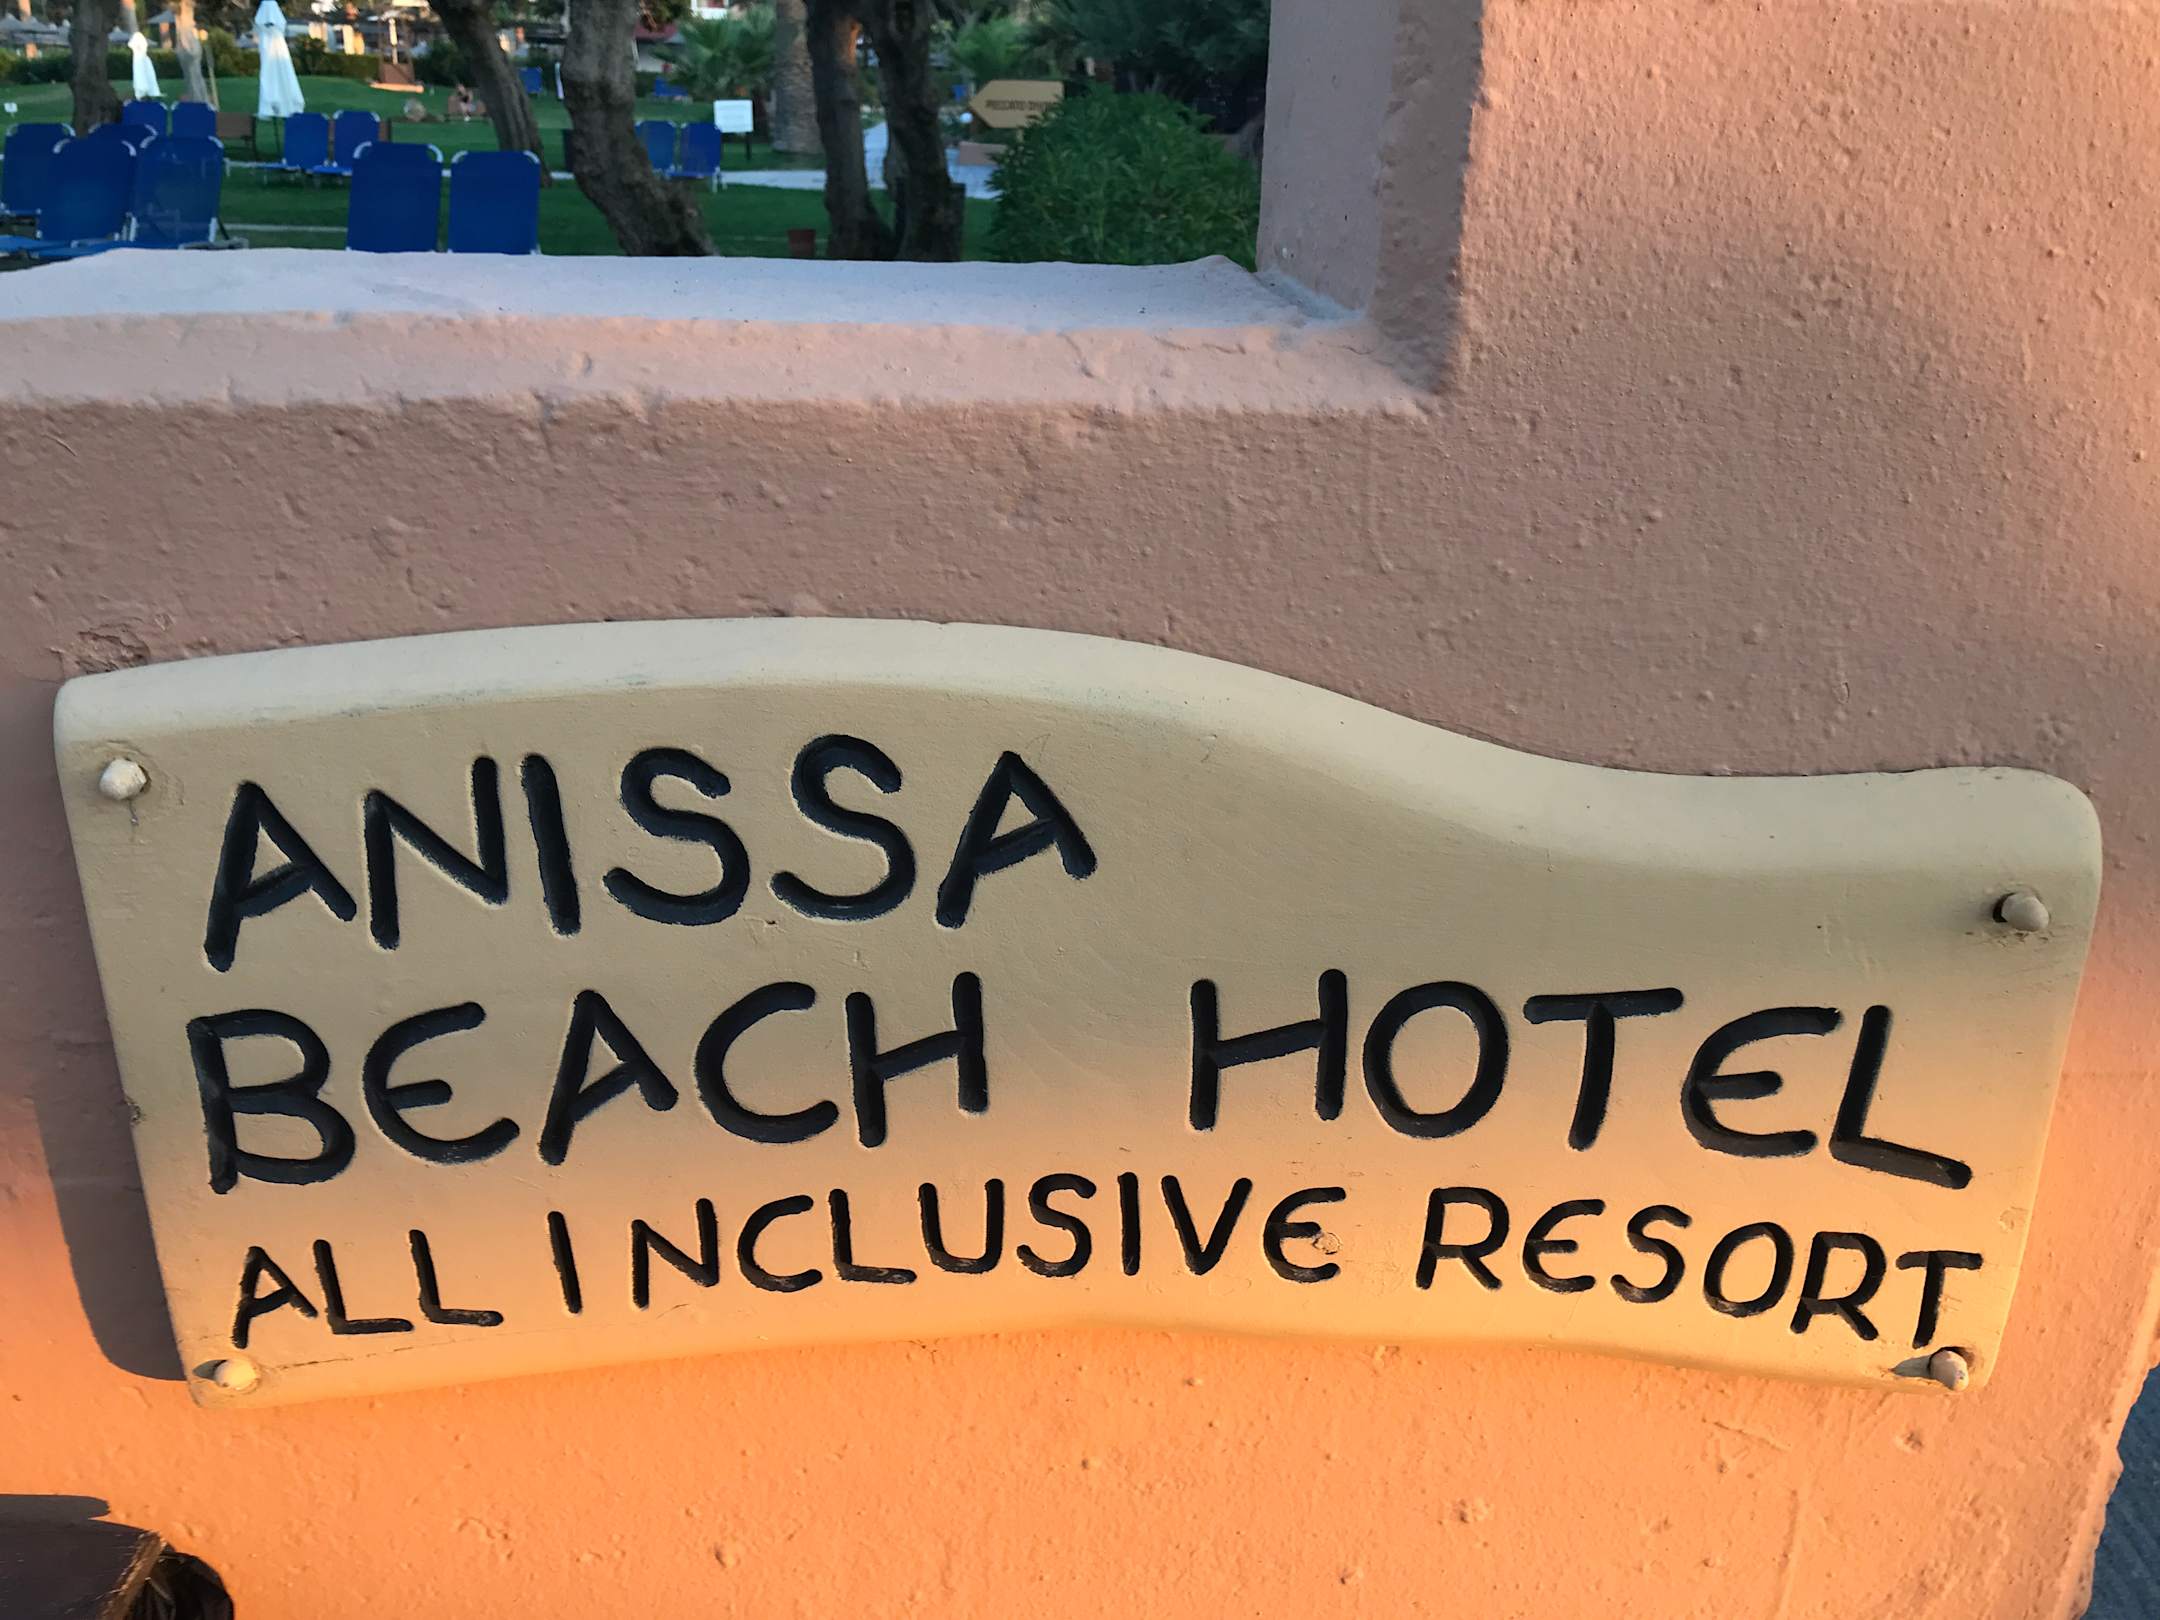 ANISSA
BEACH HOTEL
ALL INCLUSIVE RESORT